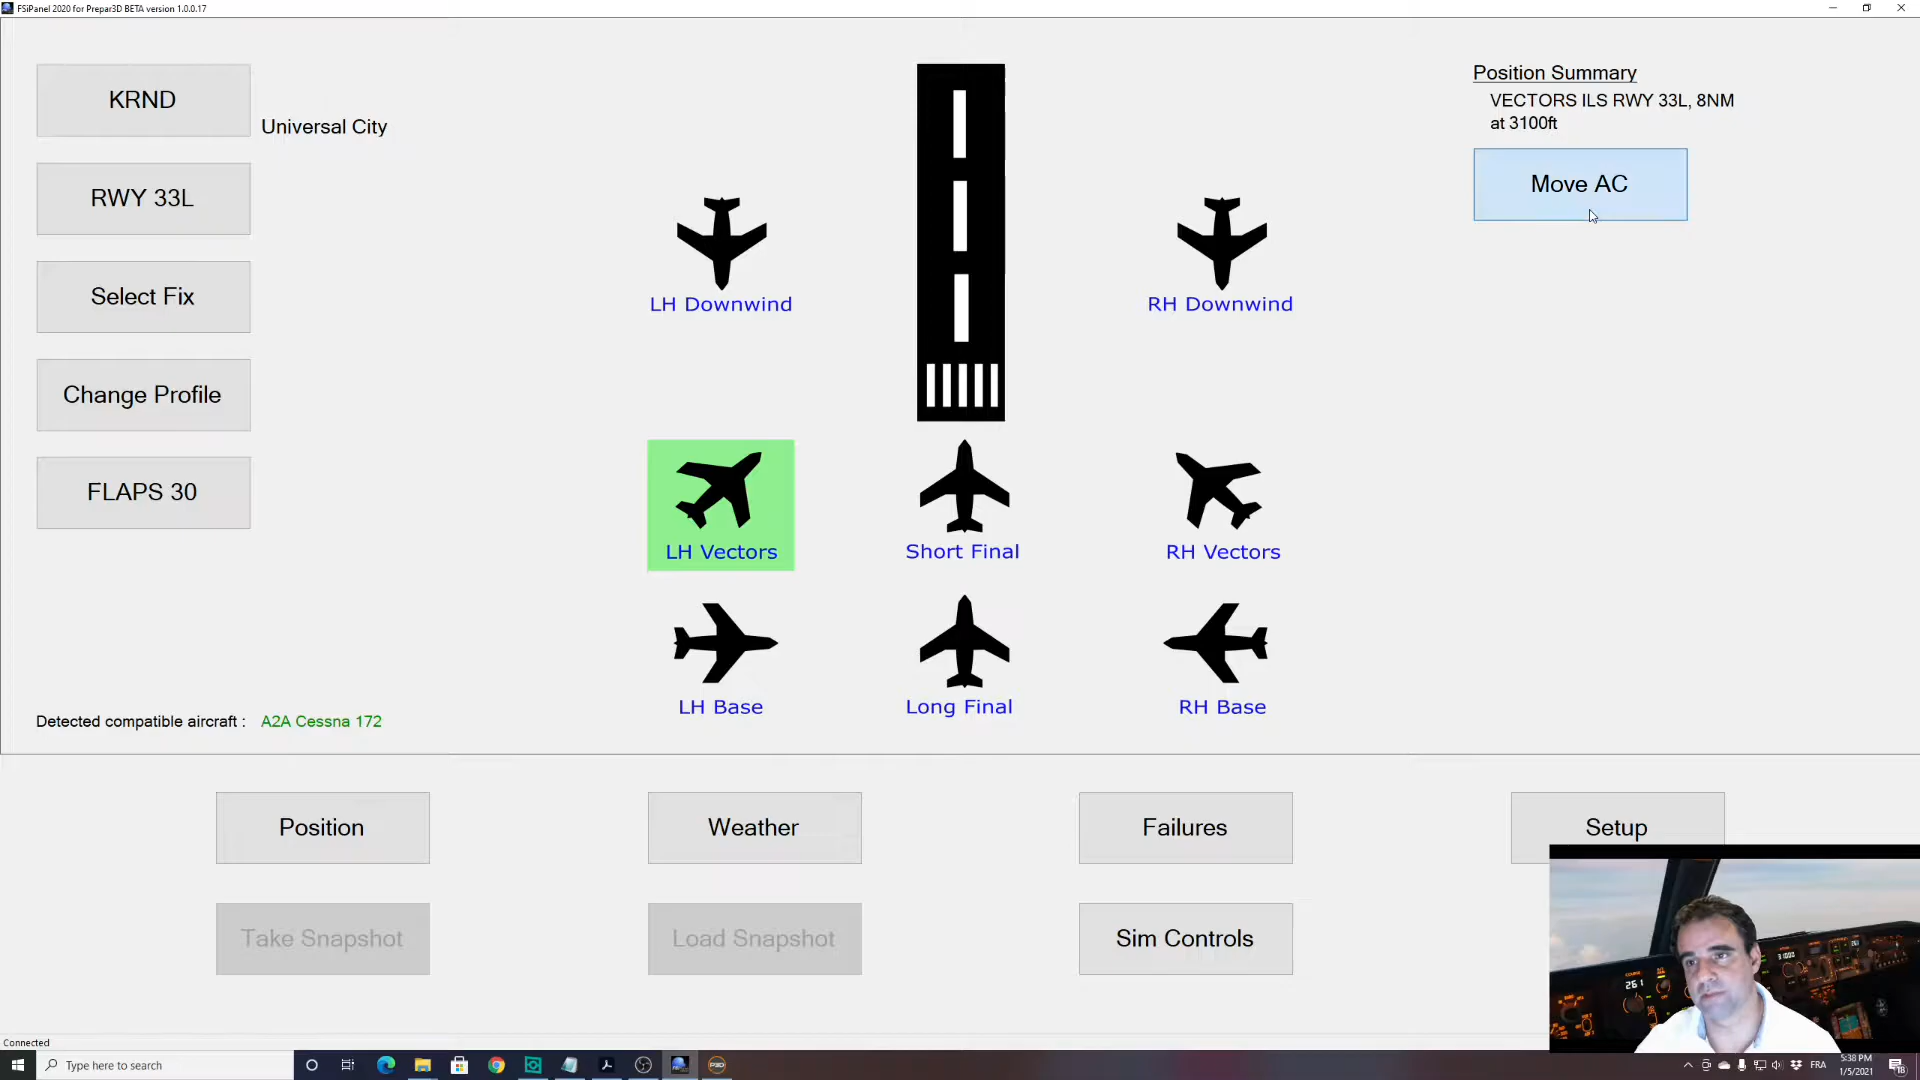 FSiPanel 2020 for Prepar3D BETA version 1.0.0.17
KRND
Universal City
RWY 33L
Select Fix
Change Profile
FLAPS 30
Detected compatible aircraft : A2A Cessna 172
LH Downwind
RH Downwind
LH Vectors
Short Final
RH Vectors
LH Base
Long Final
RH Base
Position Summary
VECTORS ILS RWY 33L, 8NM
at 3100ft
Move AC
Position
Weather
Failures
Setup
Take Snapshot
Load Snapshot
Sim Controls
COURSE
261
Connected
Type here to search
P3D
FRA
5:38 PM
1/5/2021
18